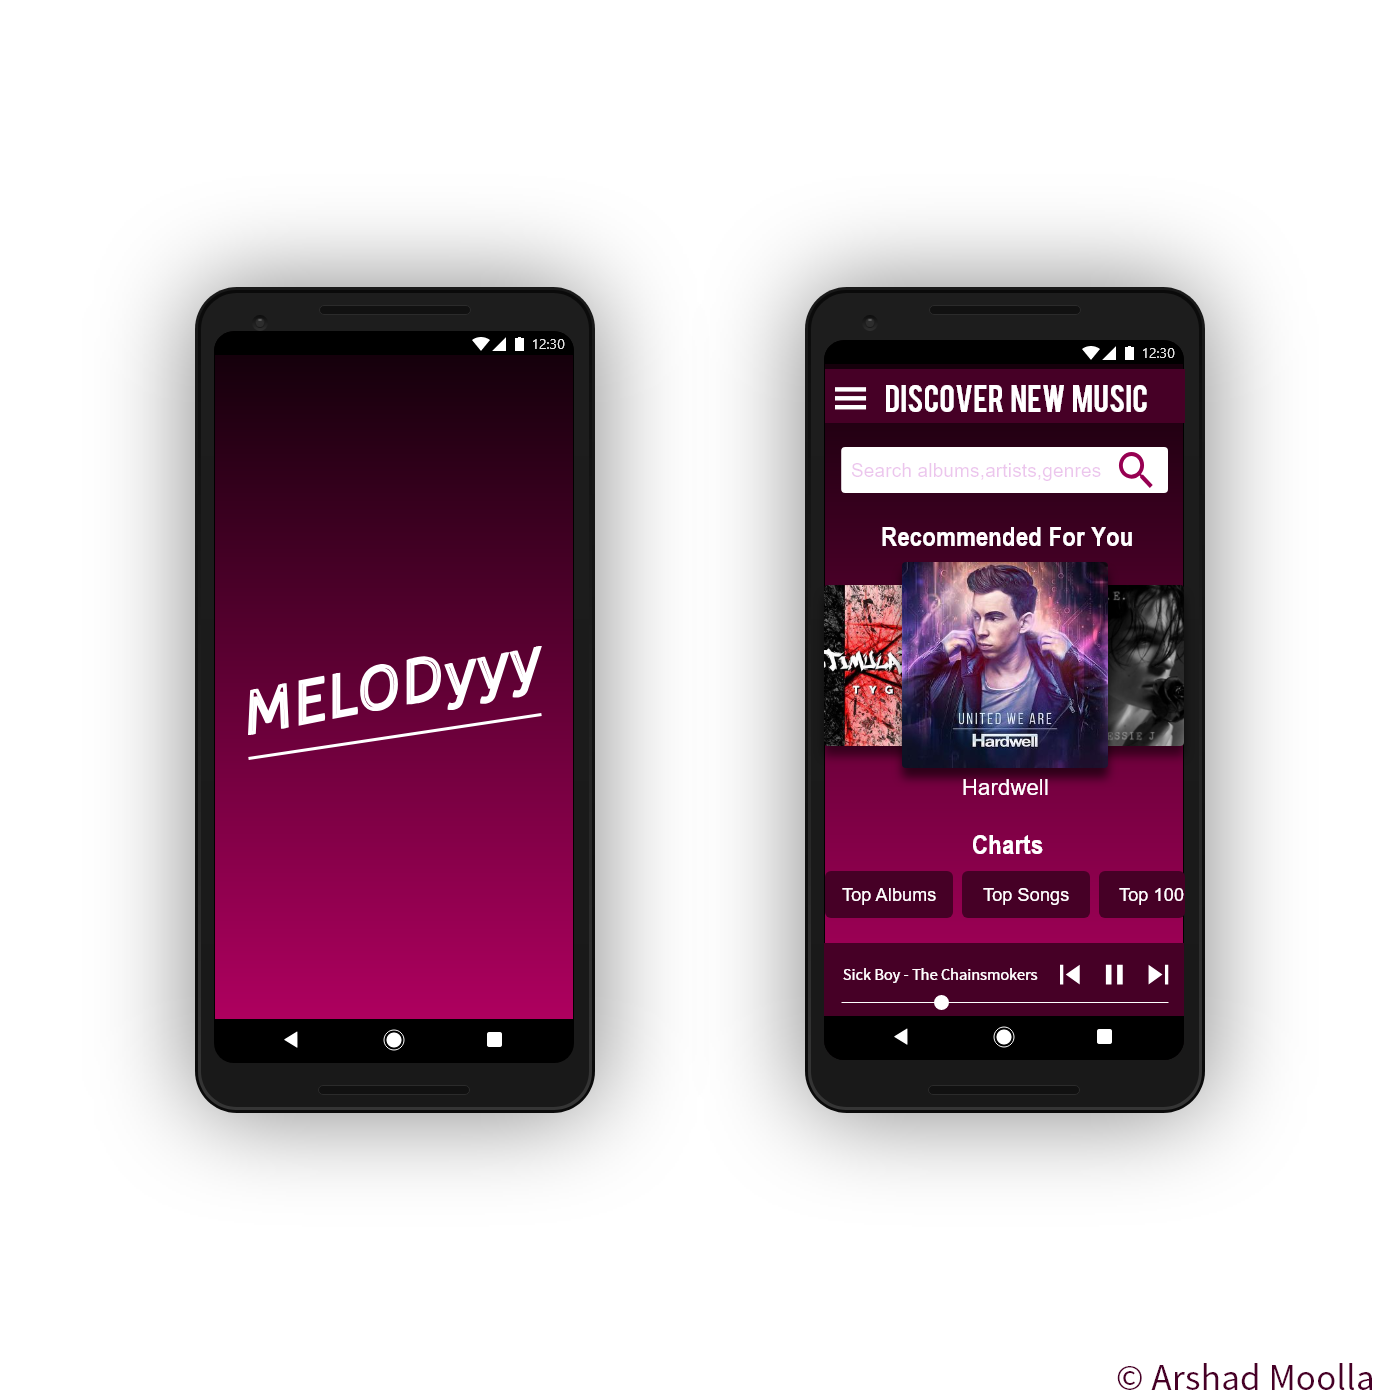 12:30
MELODyyy
12:30
DISCOVER NEW MUSIC
Search albums,artists,genres
Recommended For You
TIMULA
TYG
UNITED WE ARE
Hardwell
.E.
ESSIE J
Hardwell
Charts
Top Albums
Top Songs
Top 100
Sick Boy - The Chainsmokers
© Arshad Moolla